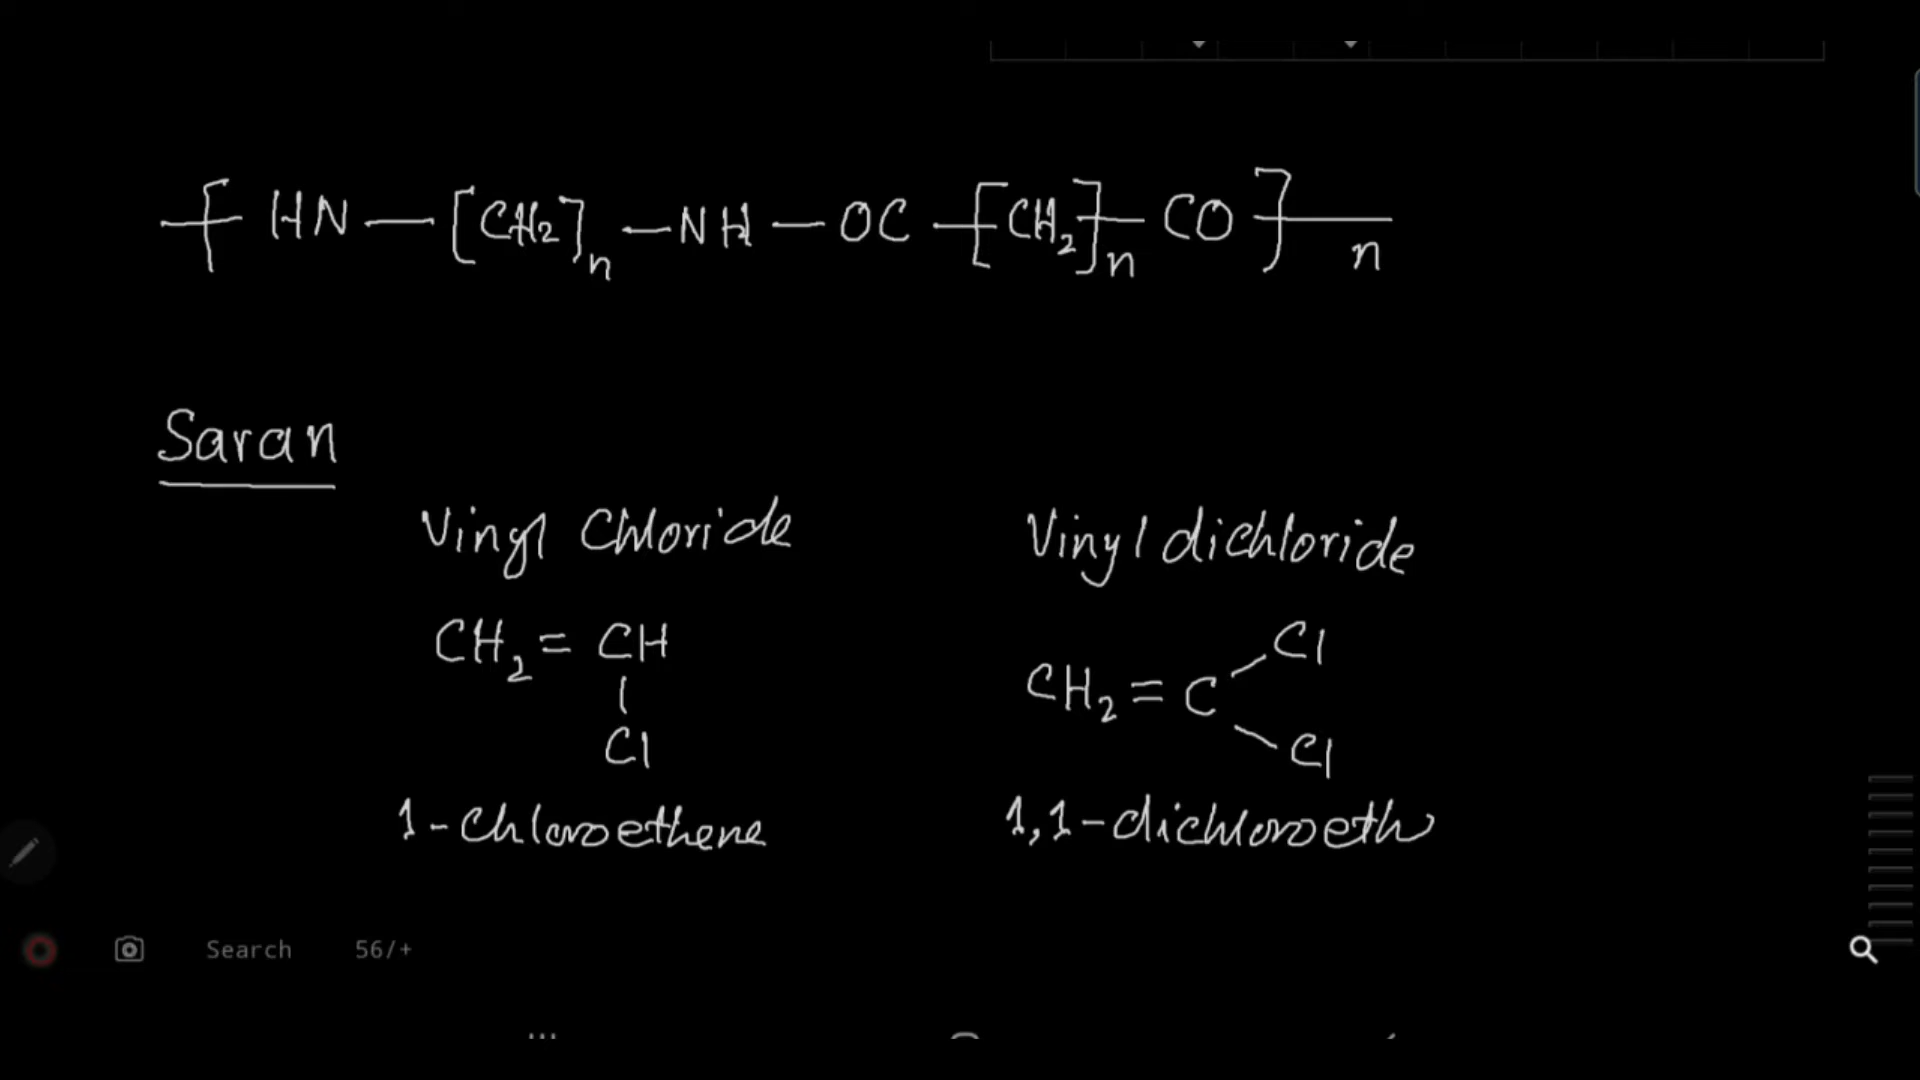 HN — [CH2]n — NH — OC — [CH2]n — CO ] n
Saran
Vinyl Chloride
Vinyl dichloride
CH2 = CH
Cl
CH2 = C
Cl
Cl
1-Chloroethene
1,1-dichloroeth
Search 56/+